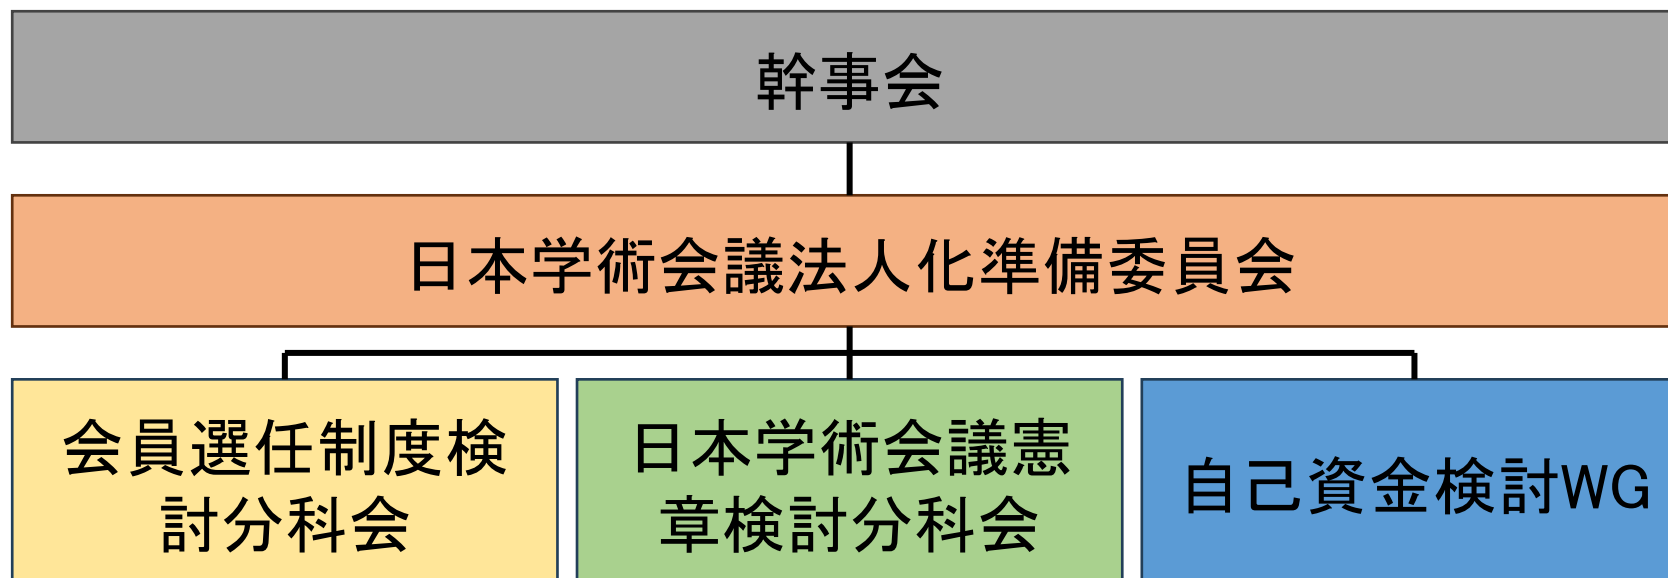 幹事会
日本学術会議法人化準備委員会
会員選任制度検
討分科会
日本学術会議憲
章検討分科会
自己資金検討WG